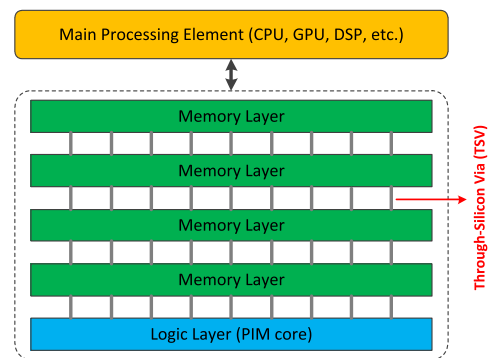 Main Processing Element (CPU, GPU, DSP, etc.)
Memory Layer
Memory Layer
Memory Layer
Memory Layer
Logic Layer (PIM core)
Through-Silicon Via (TSV)